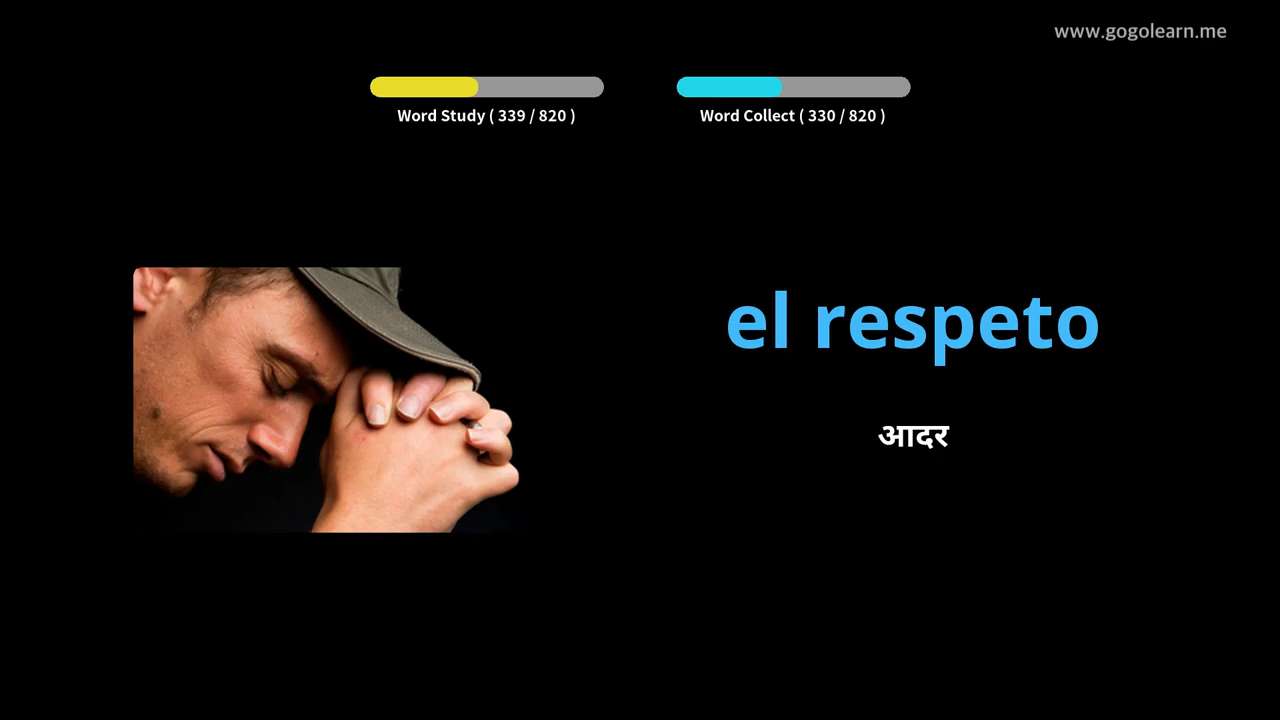 www.gogolearn.me
Word Study ( 339 / 820 )
Word Collect ( 330 / 820 )
el respeto
आदर